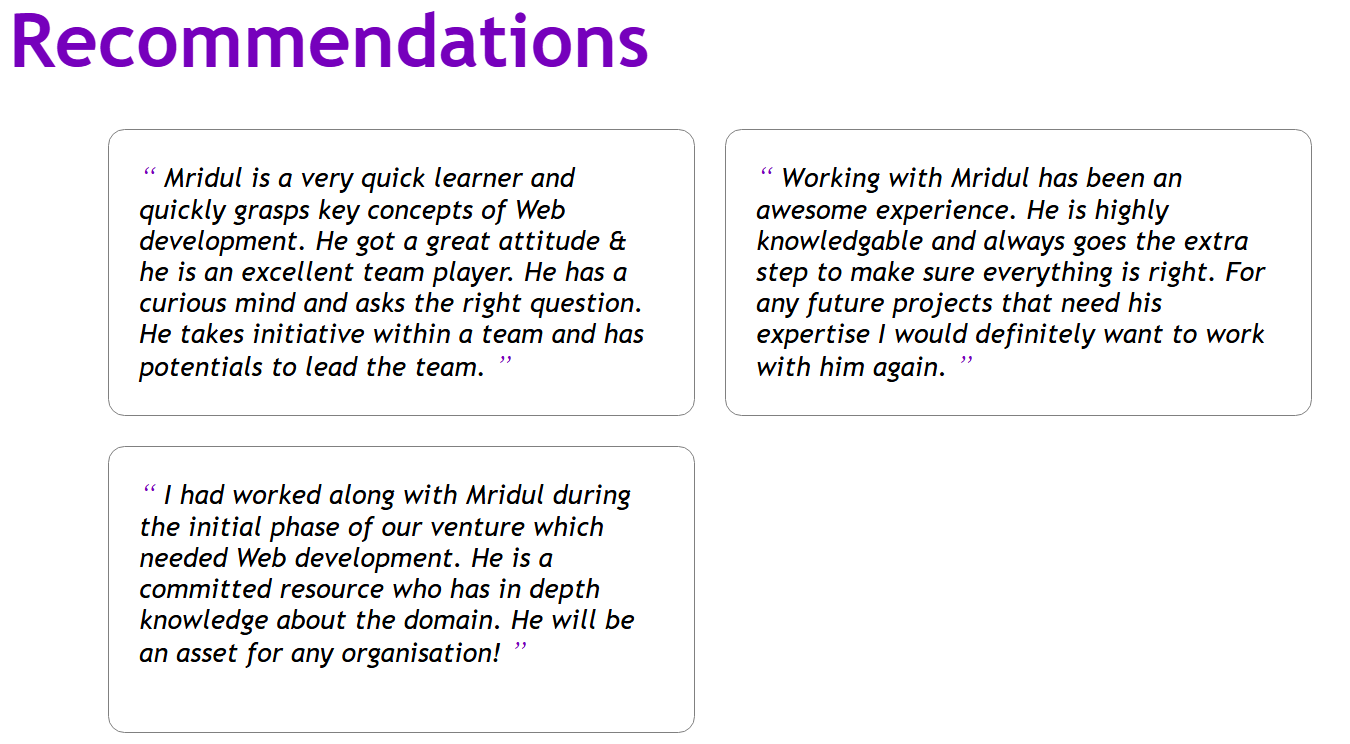 Recommendations
“ Mridul is a very quick learner and
quickly grasps key concepts of Web
development. He got a great attitude &
he is an excellent team player. He has a
curious mind and asks the right question.
He takes initiative within a team and has
potentials to lead the team. ”
“ Working with Mridul has been an
awesome experience. He is highly
knowledgable and always goes the extra
step to make sure everything is right. For
any future projects that need his
expertise I would definitely want to work
with him again. ”
“ I had worked along with Mridul during
the initial phase of our venture which
needed Web development. He is a
committed resource who has in depth
knowledge about the domain. He will be
an asset for any organisation! ”